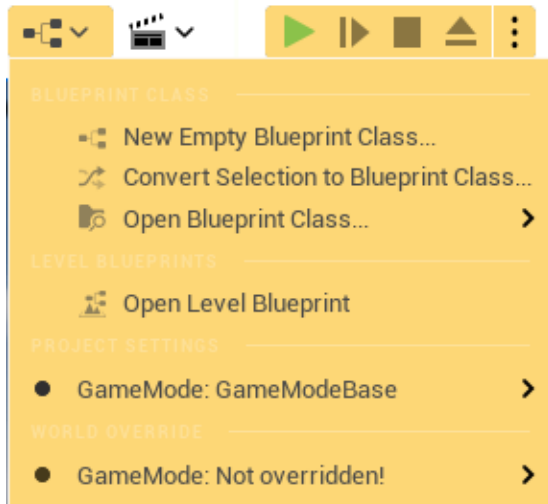 BLUEPRINT CLASS
New Empty Blueprint Class...
Convert Selection to Blueprint Class...
Open Blueprint Class...
LEVEL BLUEPRINTS
Open Level Blueprint
PROJECT SETTINGS
GameMode: GameModeBase
WORLD OVERRIDE
GameMode: Not overridden!